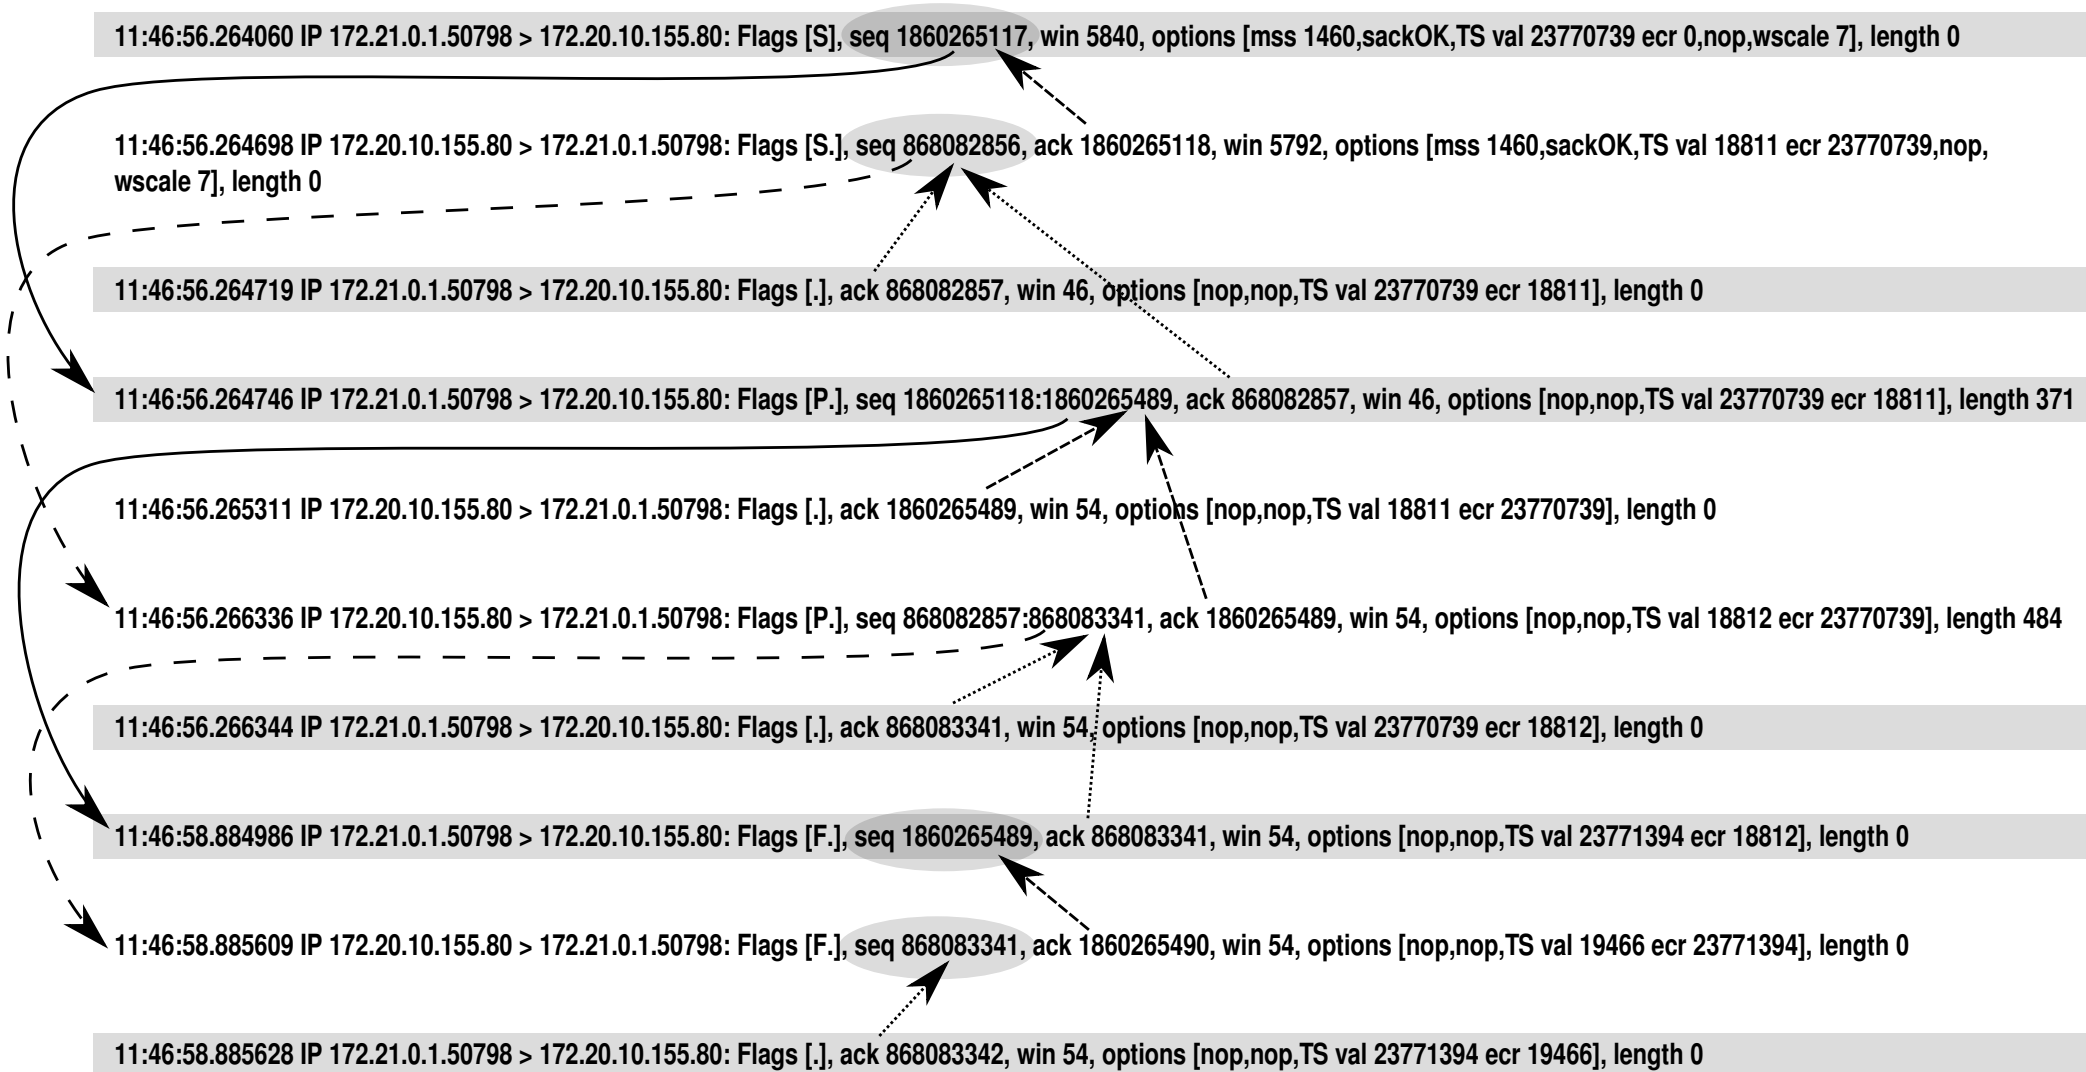 11:46:56.264060 IP 172.21.0.1.50798 > 172.20.10.155.80: Flags [S], seq 1860265117, win 5840, options [mss 1460,sackOK,TS val 23770739 ecr 0,nop,wscale 7], length 0
11:46:56.264698 IP 172.20.10.155.80 > 172.21.0.1.50798: Flags [S.], seq 868082856, ack 1860265118, win 5792, options [mss 1460,sackOK,TS val 18811 ecr 23770739,nop,
wscale 7], length 0
11:46:56.264719 IP 172.21.0.1.50798 > 172.20.10.155.80: Flags [.], ack 868082857, win 46, options [nop,nop,TS val 23770739 ecr 18811], length 0
11:46:56.264746 IP 172.21.0.1.50798 > 172.20.10.155.80: Flags [P.], seq 1860265118:1860265489, ack 868082857, win 46, options [nop,nop,TS val 23770739 ecr 18811], length 371
11:46:56.265311 IP 172.20.10.155.80 > 172.21.0.1.50798: Flags [.], ack 1860265489, win 54, options [nop,nop,TS val 18811 ecr 23770739], length 0
11:46:56.266336 IP 172.20.10.155.80 > 172.21.0.1.50798: Flags [P.], seq 868082857:868083341, ack 1860265489, win 54, options [nop,nop,TS val 18812 ecr 23770739], length 484
11:46:56.266344 IP 172.21.0.1.50798 > 172.20.10.155.80: Flags [.], ack 868083341, win 54, options [nop,nop,TS val 23770739 ecr 18812], length 0
11:46:58.884986 IP 172.21.0.1.50798 > 172.20.10.155.80: Flags [F.], seq 1860265489, ack 868083341, win 54, options [nop,nop,TS val 23771394 ecr 18812], length 0
11:46:58.885609 IP 172.20.10.155.80 > 172.21.0.1.50798: Flags [F.], seq 868083341, ack 1860265490, win 54, options [nop,nop,TS val 19466 ecr 23771394], length 0
11:46:58.885628 IP 172.21.0.1.50798 > 172.20.10.155.80: Flags [.], ack 868083342, win 54, options [nop,nop,TS val 23771394 ecr 19466], length 0